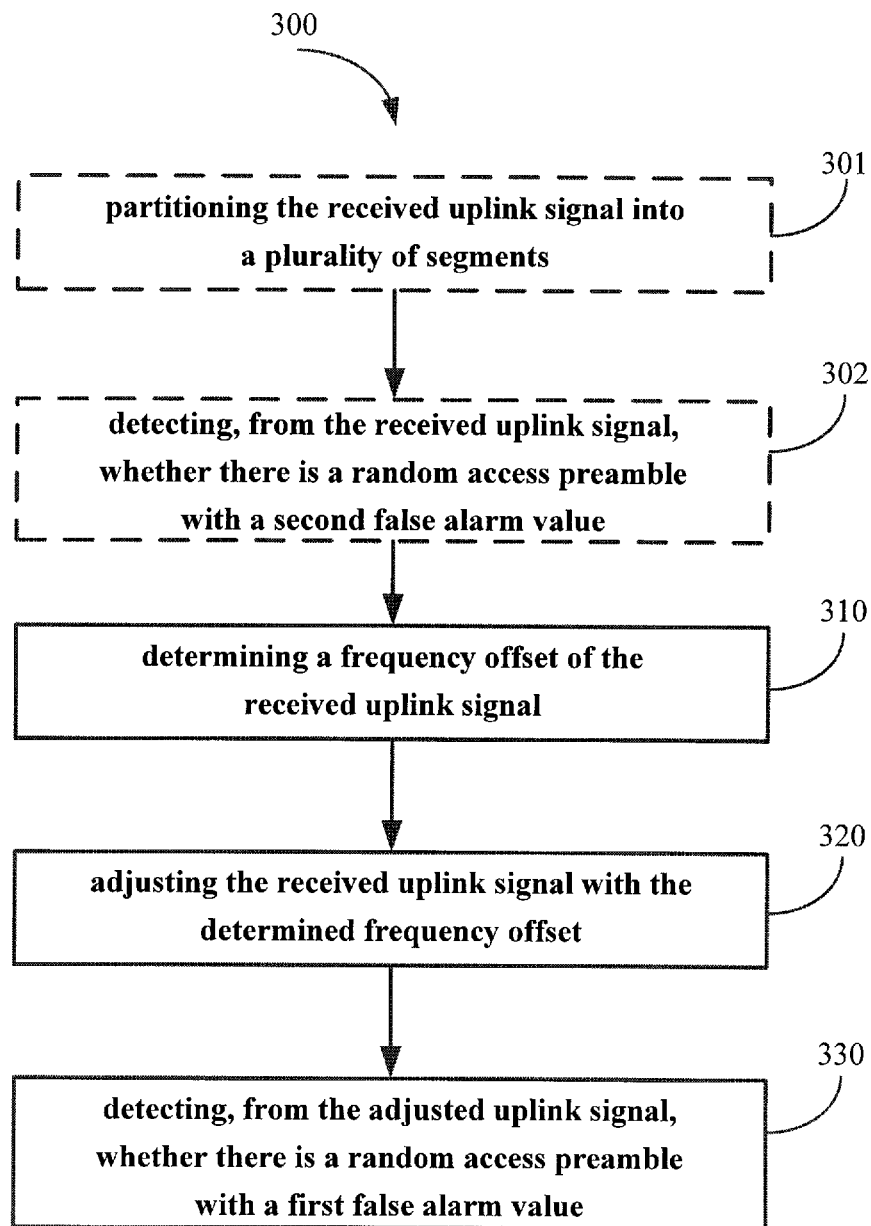 300
301
partitioning the received uplink signal into
a plurality of segments
302
detecting, from the received uplink signal,
whether there is a random access preamble
with a second false alarm value
310
determining a frequency offset of the
received uplink signal
320
adjusting the received uplink signal with the
determined frequency offset
330
detecting, from the adjusted uplink signal,
whether there is a random access preamble
with a first false alarm value